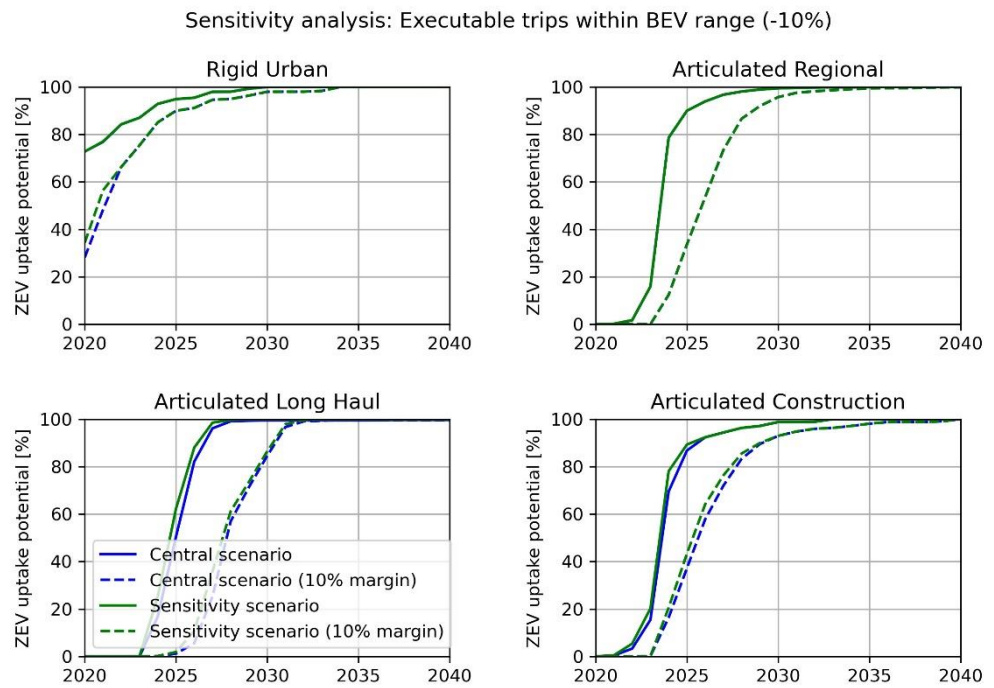 Sensitivity analysis: Executable trips within BEV range (-10%)
Rigid Urban
ZEV uptake potential [%]
100
80
60
40
20
0
2020 2025 2030 2035 2040
Articulated Regional
ZEV uptake potential [%]
100
80
60
40
20
0
2020 2025 2030 2035 2040
Articulated Long Haul
ZEV uptake potential [%]
100
80
60
40
20
0
Central scenario
Central scenario (10% margin)
Sensitivity scenario
Sensitivity scenario (10% margin)
2020 2025 2030 2035 2040
Articulated Construction
ZEV uptake potential [%]
100
80
60
40
20
0
2020 2025 2030 2035 2040